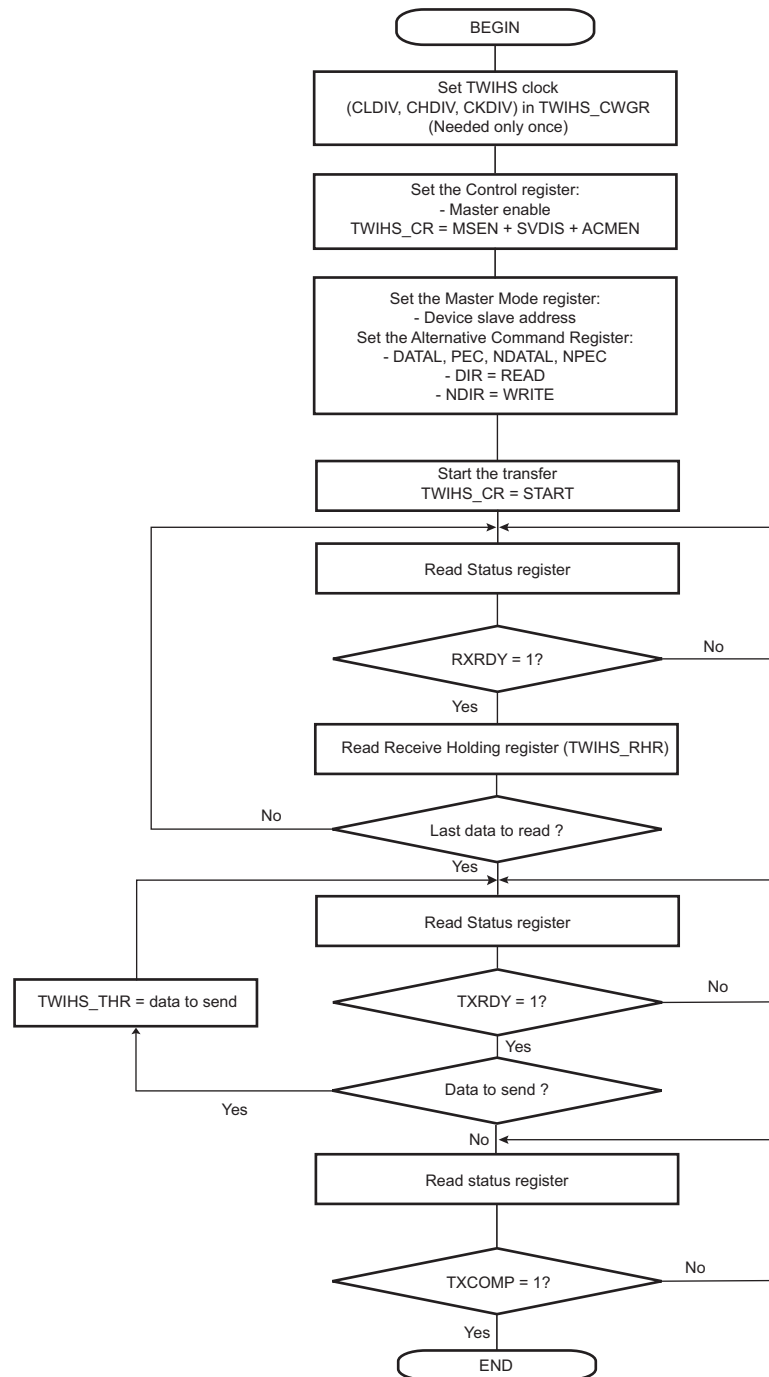 BEGIN
Set TWIHS clock
(CLDIV, CHDIV, CKDIV) in TWIHS_CWGR
(Needed only once)
Set the Control register:
- Master enable
TWIHS_CR = MSEN + SVDIS + ACMEN
Set the Master Mode register:
- Device slave address
Set the Alternative Command Register:
- DATAL, PEC, NDATAL, NPEC
- DIR = READ
- NDIR = WRITE
Start the transfer
TWIHS_CR = START
Read Status register
RXRDY = 1?
No
Yes
Read Receive Holding register (TWIHS_RHR)
No
Last data to read ?
Yes
Read Status register
TWIHS_THR = data to send
TXRDY = 1?
No
Yes
Data to send ?
Yes
No
Read status register
TXCOMP = 1?
No
Yes
END